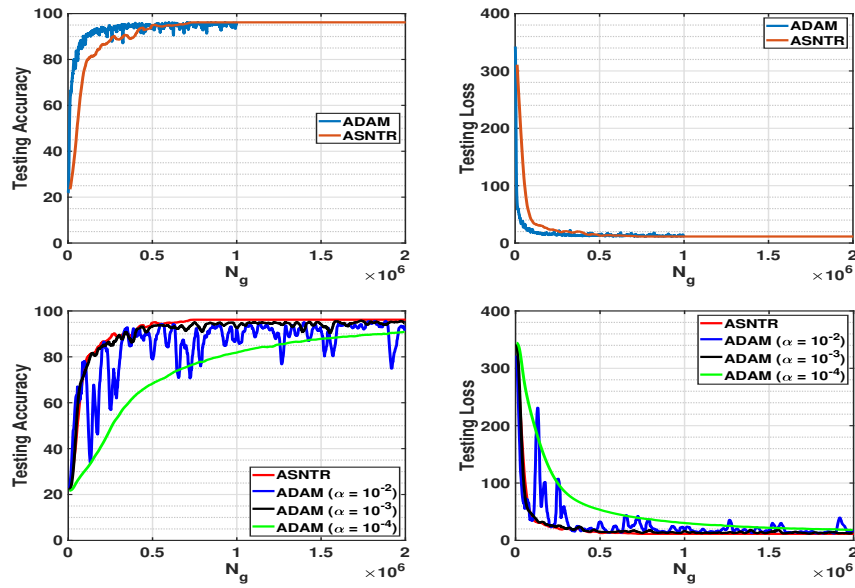 100
80
60
40
20
0
Testing Accuracy
ADAM
ASNTR
0
0.5
1
1.5
2
N_g
×10^6
400
300
200
100
0
Testing Loss
ADAM
ASNTR
0
0.5
1
1.5
2
N_g
×10^6
100
80
60
40
20
0
Testing Accuracy
ASNTR
ADAM (α = 10^-2)
ADAM (α = 10^-3)
ADAM (α = 10^-4)
0
0.5
1
1.5
2
N_g
×10^6
400
300
200
100
0
Testing Loss
ASNTR
ADAM (α = 10^-2)
ADAM (α = 10^-3)
ADAM (α = 10^-4)
0
0.5
1
1.5
2
N_g
×10^6